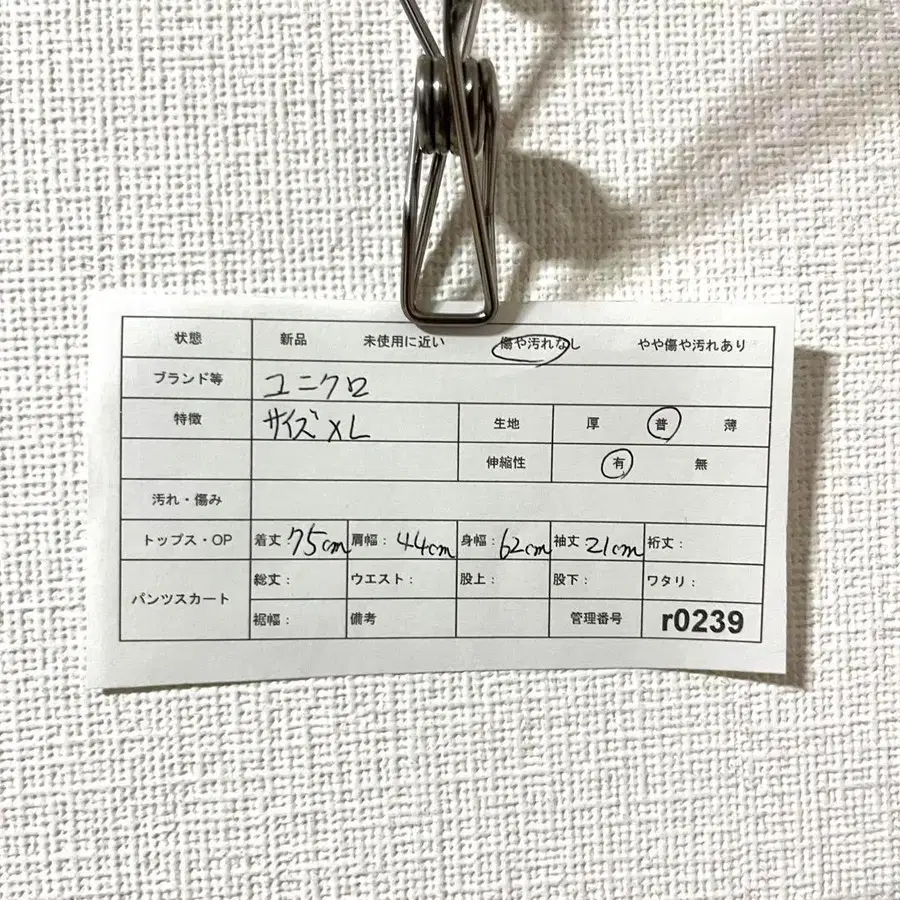 状態 新品 未使用に近い 傷や汚れなし やや傷や汚れあり
ブランド等 ユニクロ
特徴 サイズXL 生地 厚 普 薄
伸縮性 有 無
汚れ・傷み
トップス・OP 着丈:75cm 肩幅:44cm 身幅:62cm 袖丈21cm 裄丈:
パンツスカート 総丈: ウエスト: 股上: 股下: ワタリ:
裾幅: 備考 管理番号 r0239